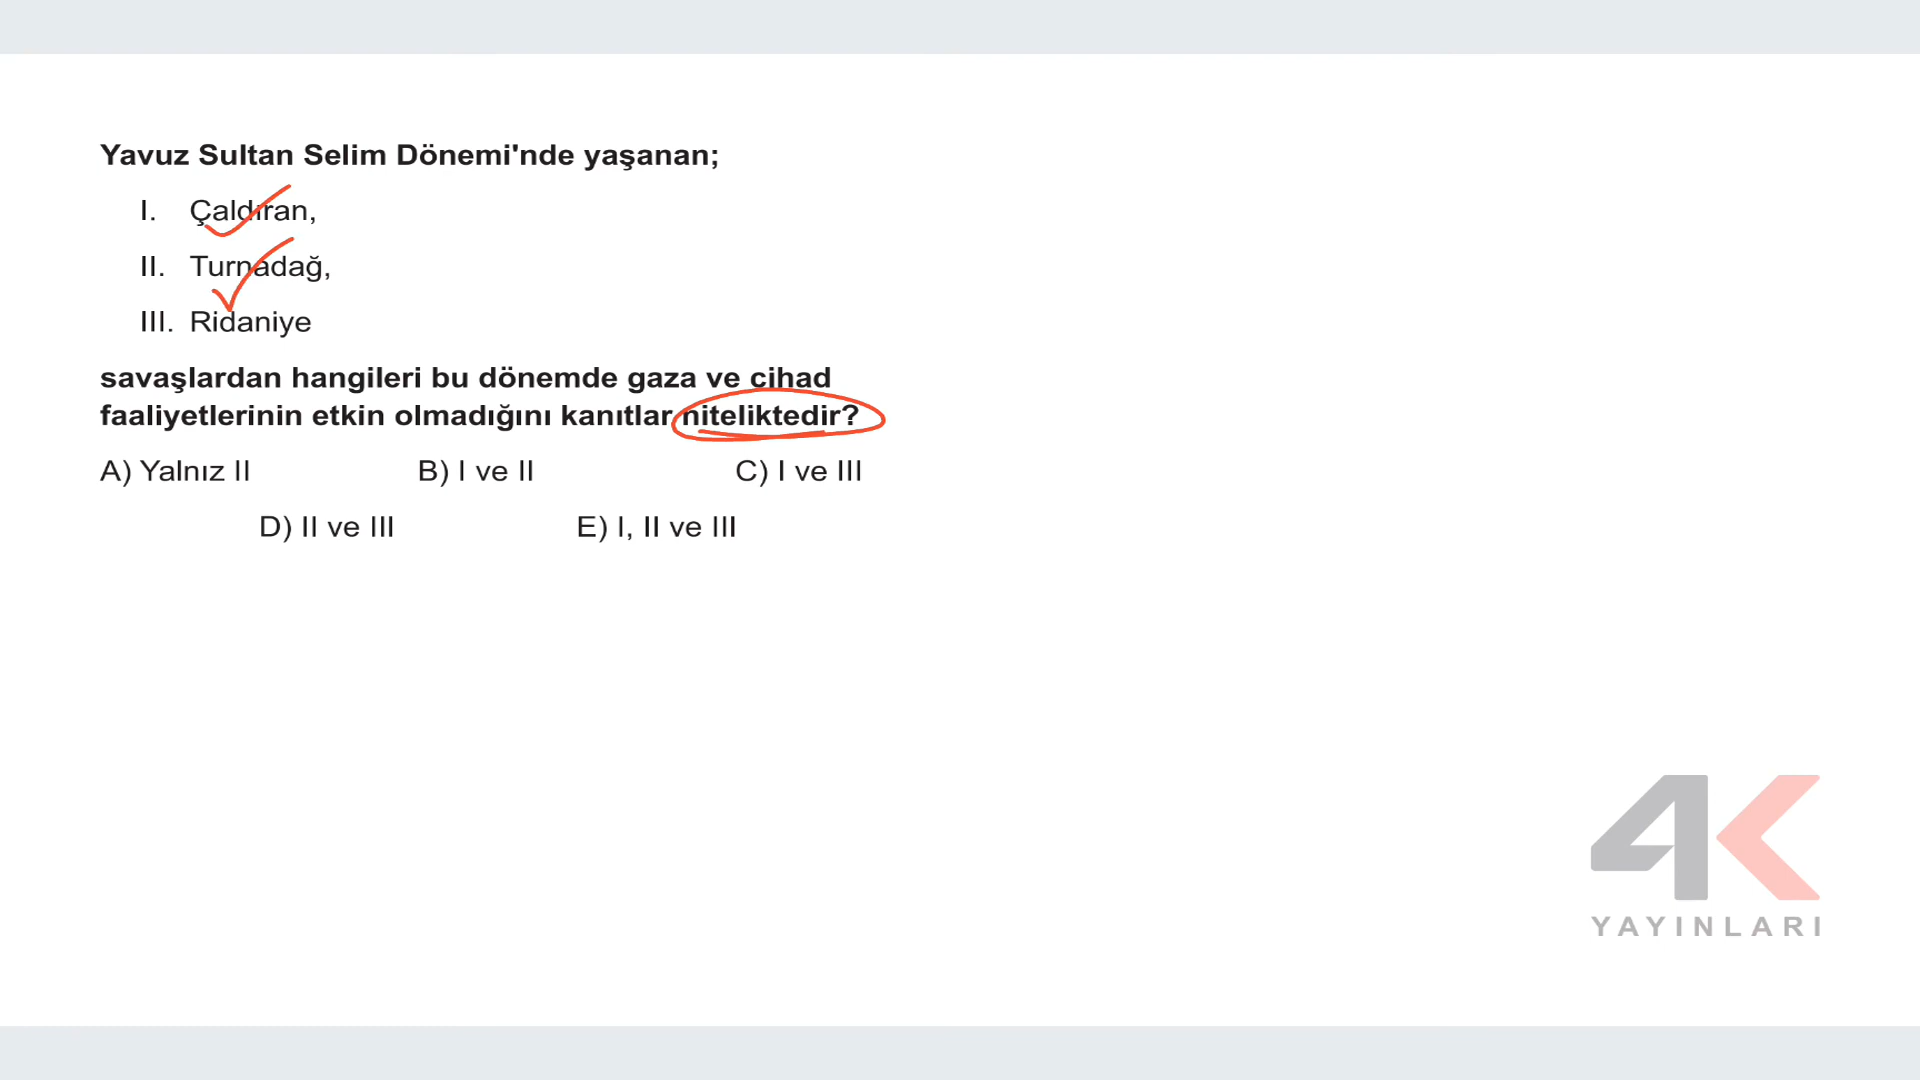 Yavuz Sultan Selim Dönemi'nde yaşanan;
I. Çaldıran,
II. Turnadağ,
III. Ridaniye
savaşlardan hangileri bu dönemde gaza ve cihad
faaliyetlerinin etkin olmadığını kanıtlar niteliktedir?
A) Yalnız II B) I ve II C) I ve III
D) II ve III E) I, II ve III
4K
YAYINLARI